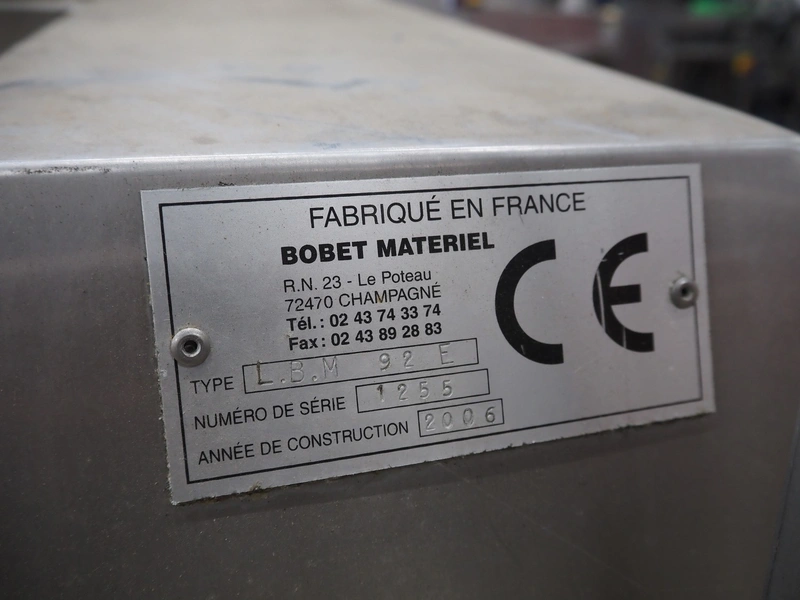 FABRIQUÉ EN FRANCE
BOBET MATERIEL
R.N. 23 - Le Poteau
72470 CHAMPAGNÉ
Tél.: 02 43 74 33 74
Fax: 02 43 89 28 83
CE
TYPE L.B.M 92 E
NUMÉRO DE SÉRIE 1255
ANNÉE DE CONSTRUCTION 2006